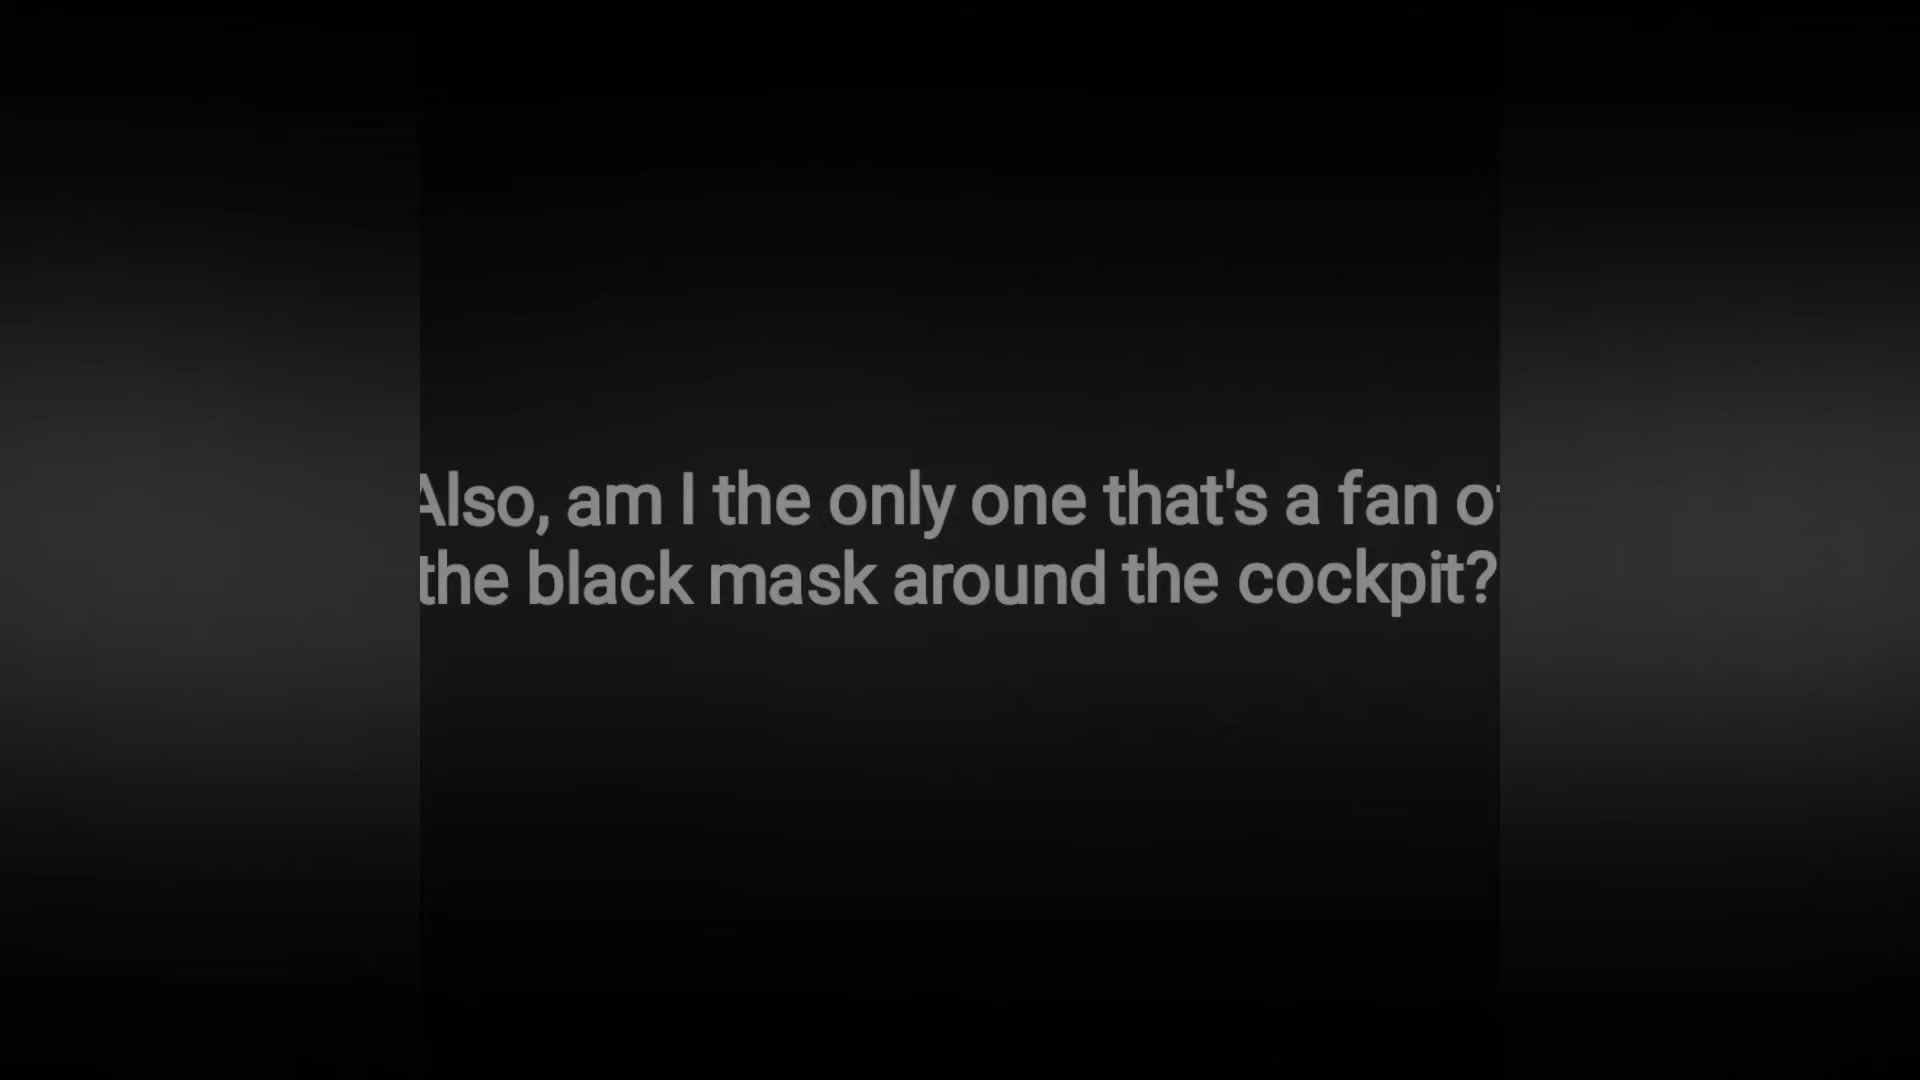 Also, am I the only one that's a fan of
the black mask around the cockpit?